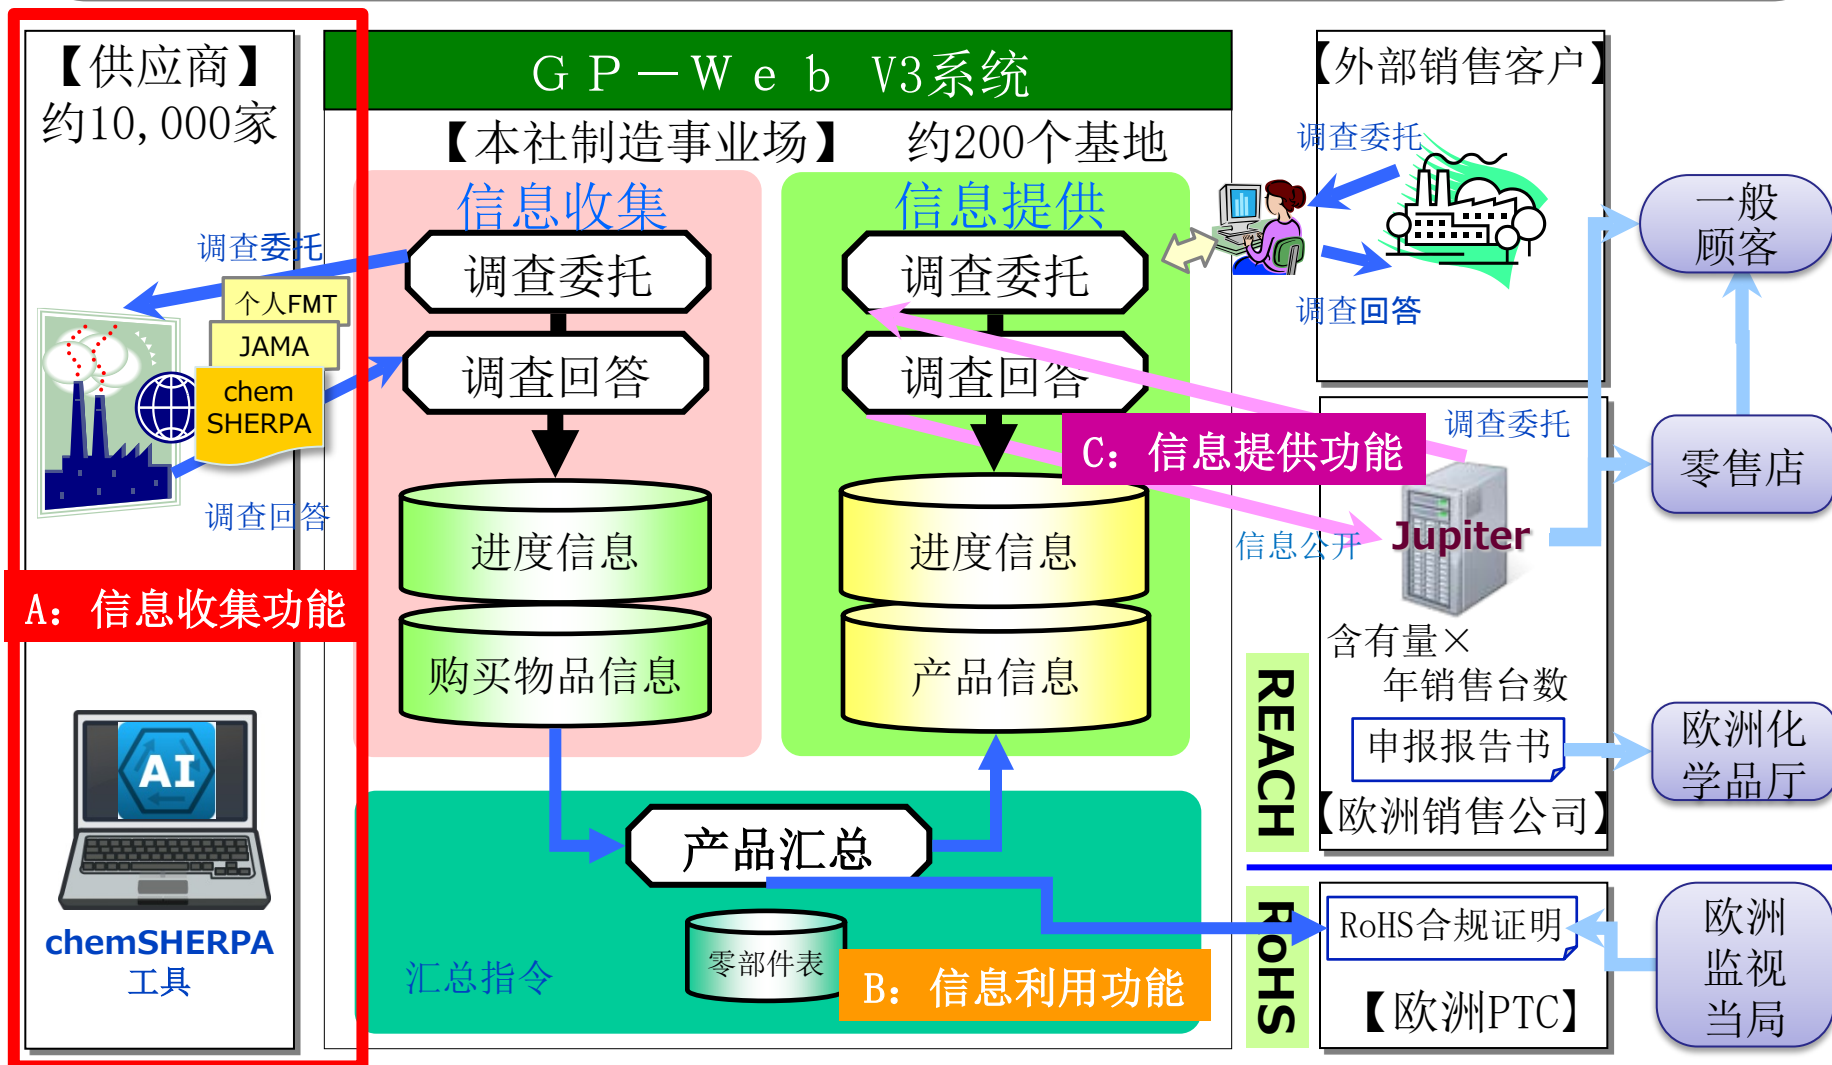 【供应商】
约10,000家
调查委托
个人FMT
JAMA
chem
SHERPA
调查回答
A：信息收集功能
AI
chemSHERPA
工具
GP－Web V3系统
【本社制造事业场】 约200个基地
信息收集
调查委托
调查回答
进度信息
购买物品信息
信息提供
调查委托
调查回答
进度信息
产品信息
产品汇总
零部件表
汇总指令
B：信息利用功能
C：信息提供功能
【外部销售客户】
调查委托
调查回答
调查委托
信息公开
Jupiter
含有量×
年销售台数
申报报告书
【欧洲销售公司】
REACH
RoHS
RoHS合规证明
【欧洲PTC】
一般
顾客
零售店
欧洲化
学品厅
欧洲
监视
当局